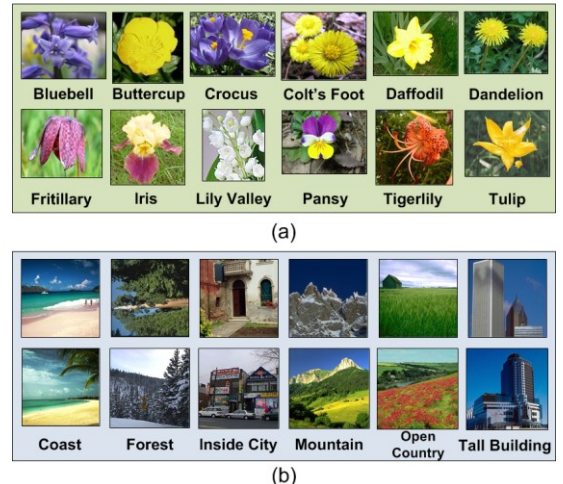 Bluebell Buttercup Crocus Colt's Foot Daffodil Dandelion
Fritillary Iris Lily Valley Pansy Tigerlily Tulip
(a)
Coast Forest Inside City Mountain Open Country Tall Building
(b)